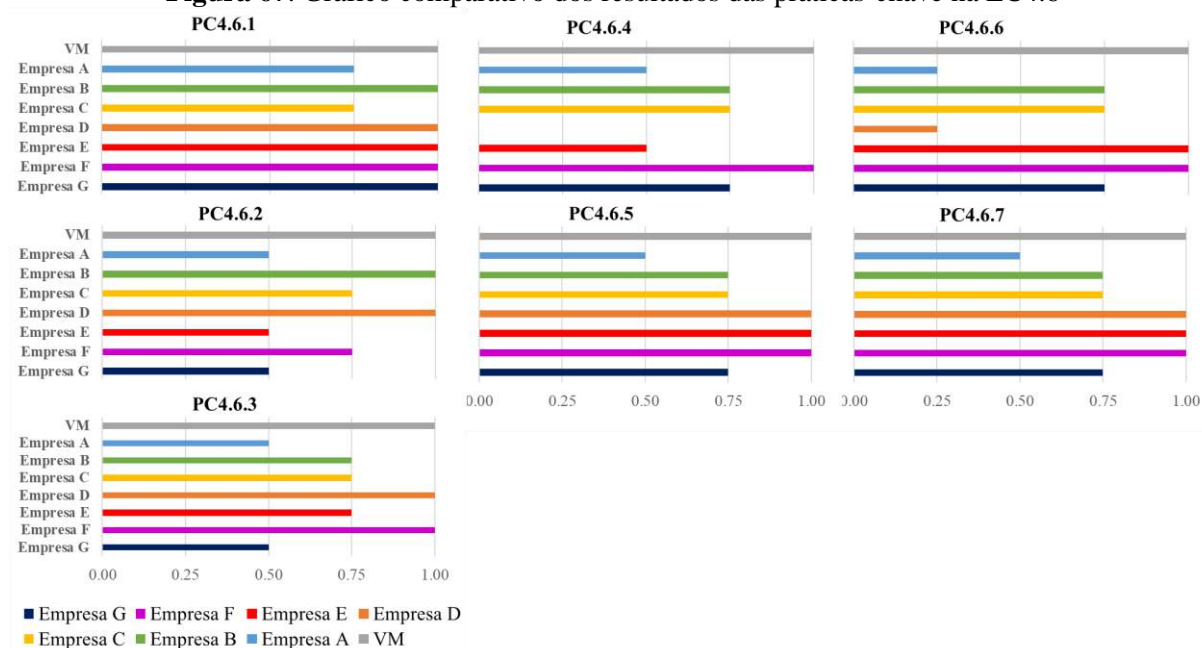 Figura 6.4 Gráfico comparativo dos resultados das práticas-chave na EC4.6
PC4.6.1
VM
Empresa A
Empresa B
Empresa C
Empresa D
Empresa E
Empresa F
Empresa G
PC4.6.4
PC4.6.6
PC4.6.2
VM
Empresa A
Empresa B
Empresa C
Empresa D
Empresa E
Empresa F
Empresa G
PC4.6.5
0.00 0.25 0.50 0.75 1.00
PC4.6.7
0.00 0.25 0.50 0.75 1.00
PC4.6.3
VM
Empresa A
Empresa B
Empresa C
Empresa D
Empresa E
Empresa F
Empresa G
0.00 0.25 0.50 0.75 1.00
Empresa G Empresa F Empresa E Empresa D
Empresa C Empresa B Empresa A VM